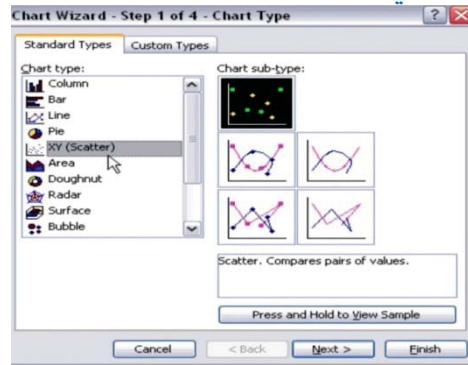 Chart Wizard - Step 1 of 4 - Chart Type
Standard Types
Custom Types
Chart type:
Column
Bar
Line
Pie
XY (Scatter)
Area
Doughnut
Radar
Surface
Bubble
Chart sub-type:
Scatter. Compares pairs of values.
Press and Hold to View Sample
Cancel
< Back
Next >
Finish